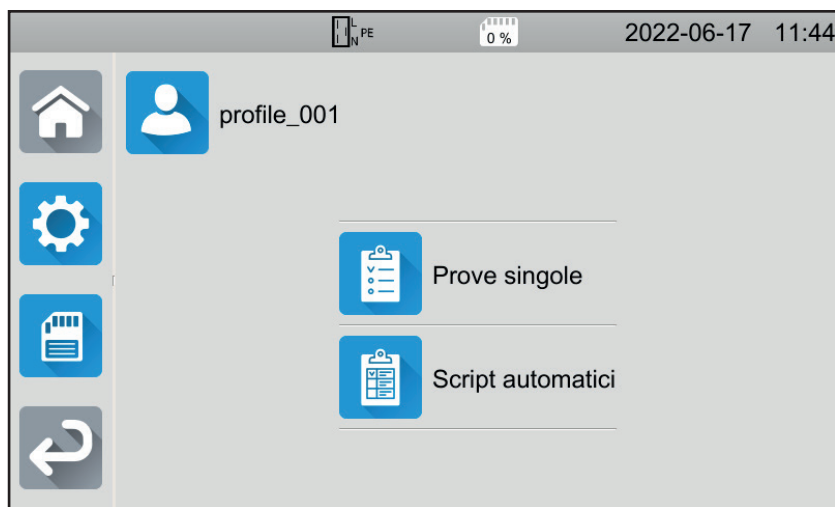 L N PE 0 % 2022-06-17 11:44
profile_001
Prove singole
Script automatici